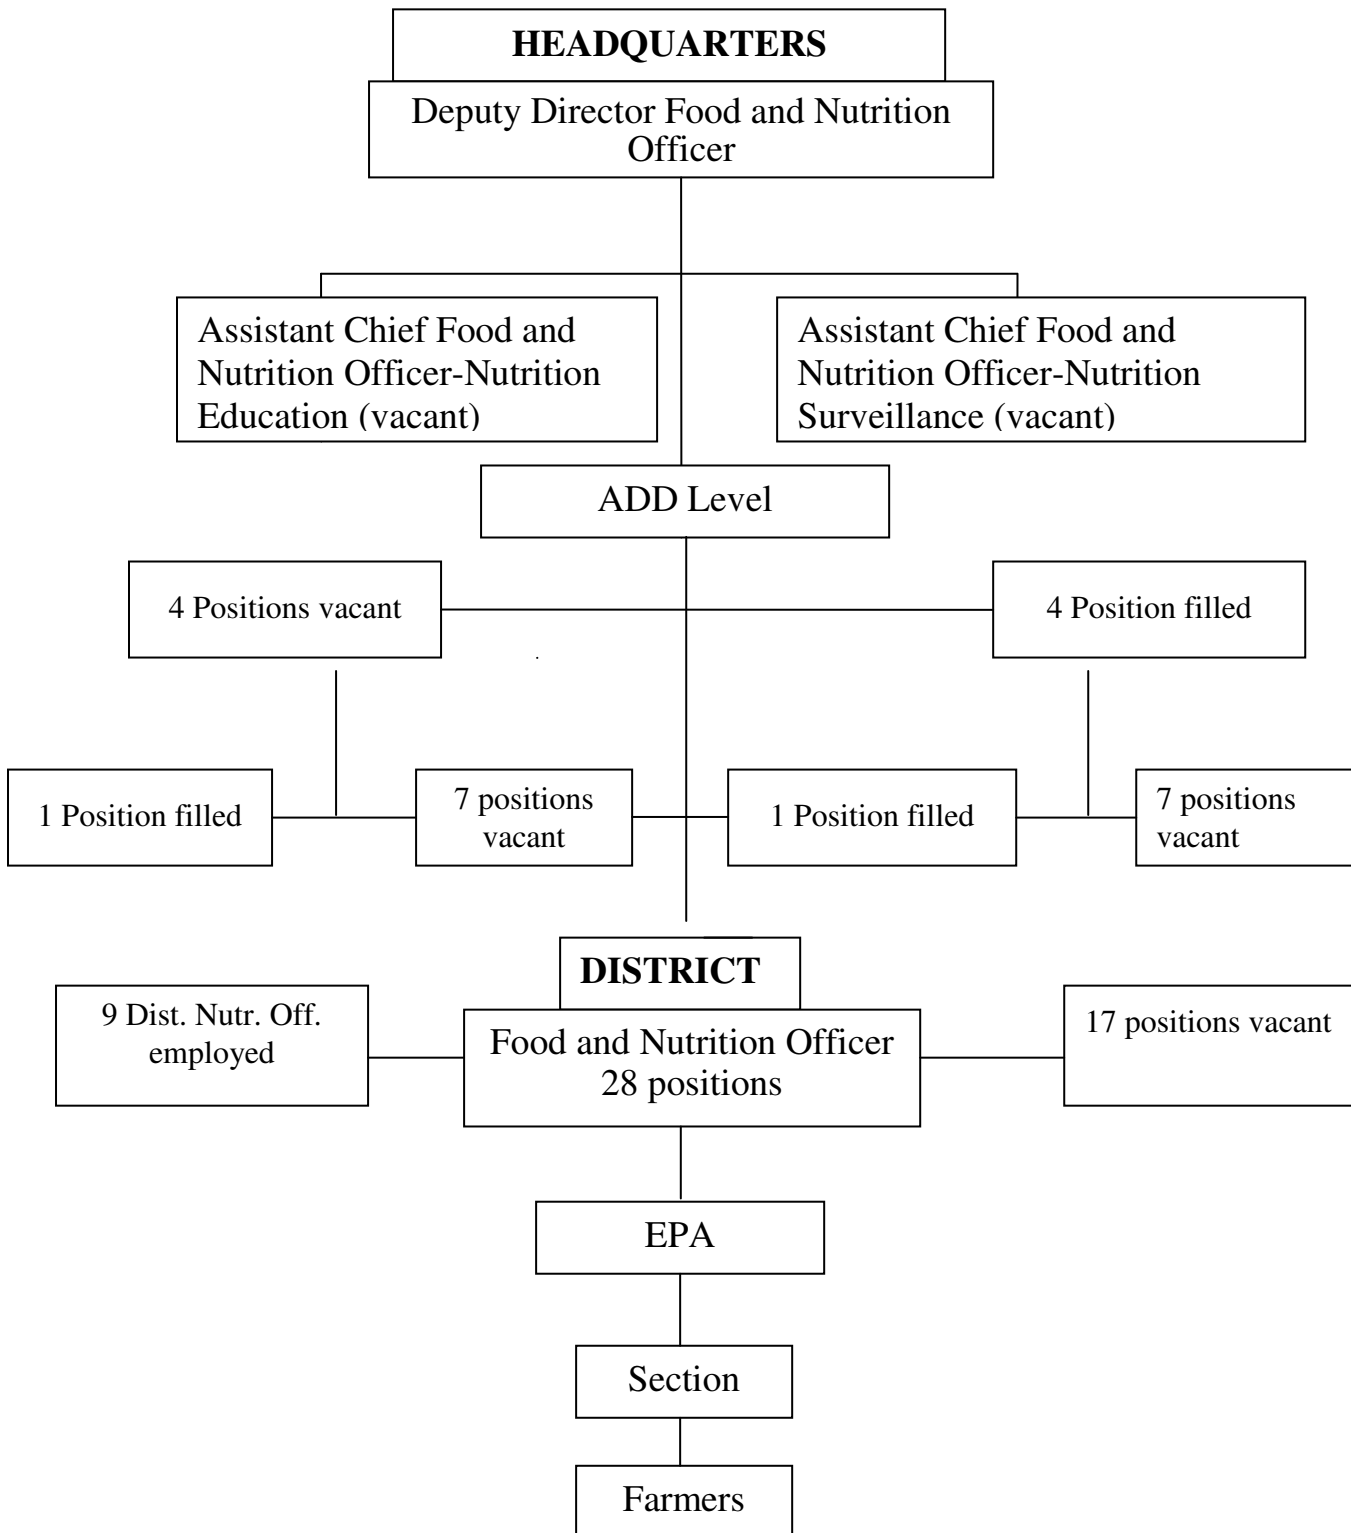 HEADQUARTERS
Deputy Director Food and Nutrition
Officer
Assistant Chief Food and
Nutrition Officer-Nutrition
Education (vacant)
Assistant Chief Food and
Nutrition Officer-Nutrition
Surveillance (vacant)
ADD Level
4 Positions vacant
4 Position filled
1 Position filled
7 positions
vacant
1 Position filled
7 positions
vacant
DISTRICT
9 Dist. Nutr. Off.
employed
Food and Nutrition Officer
28 positions
17 positions vacant
EPA
Section
Farmers